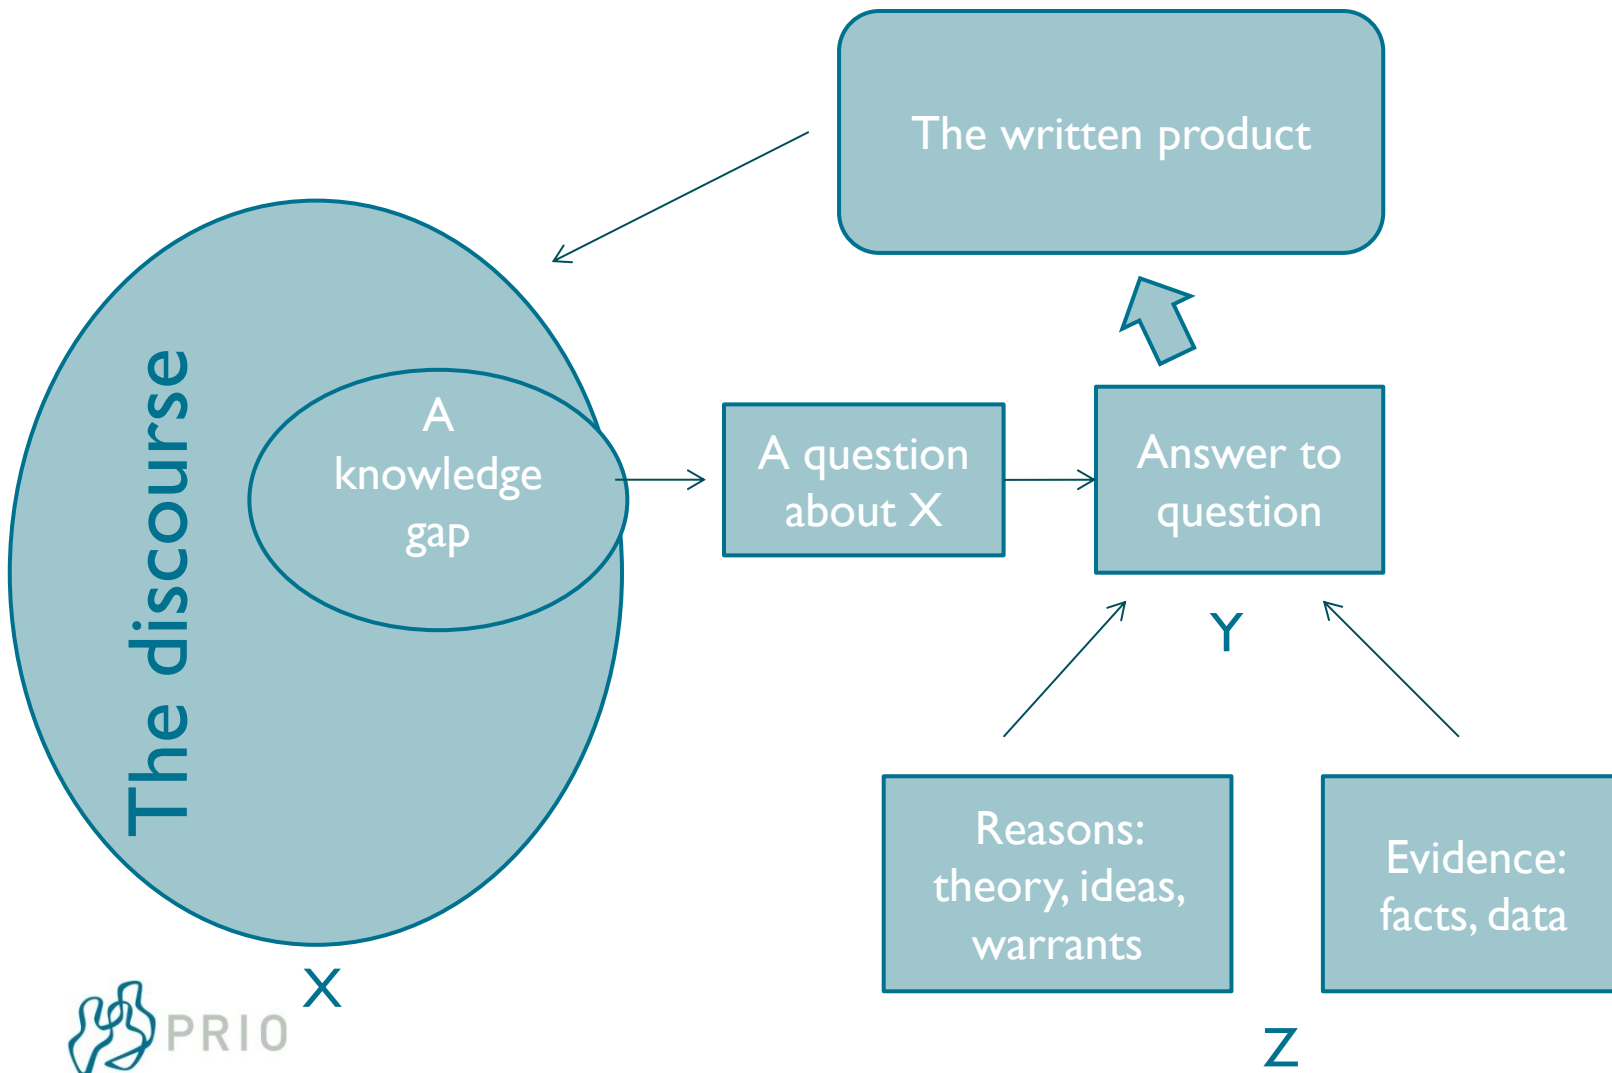 The written product
The discourse
A
knowledge
gap
A question
about X
Answer to
question
Y
Reasons:
theory, ideas,
warrants
Evidence:
facts, data
X
Z
PRIO